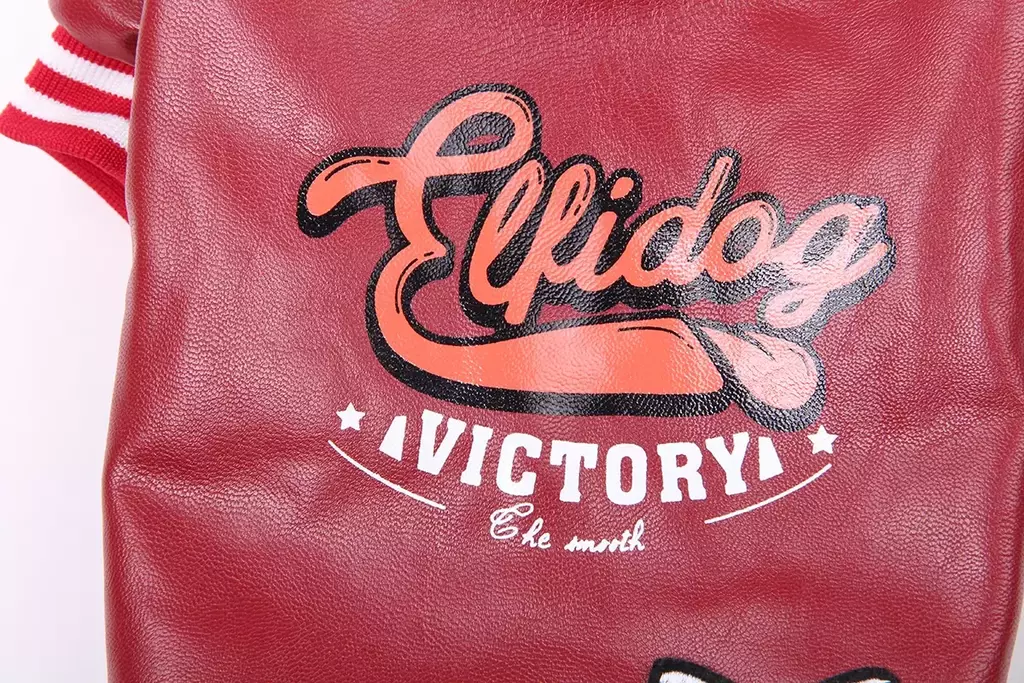 Elfidog
VICTORY
The smooth